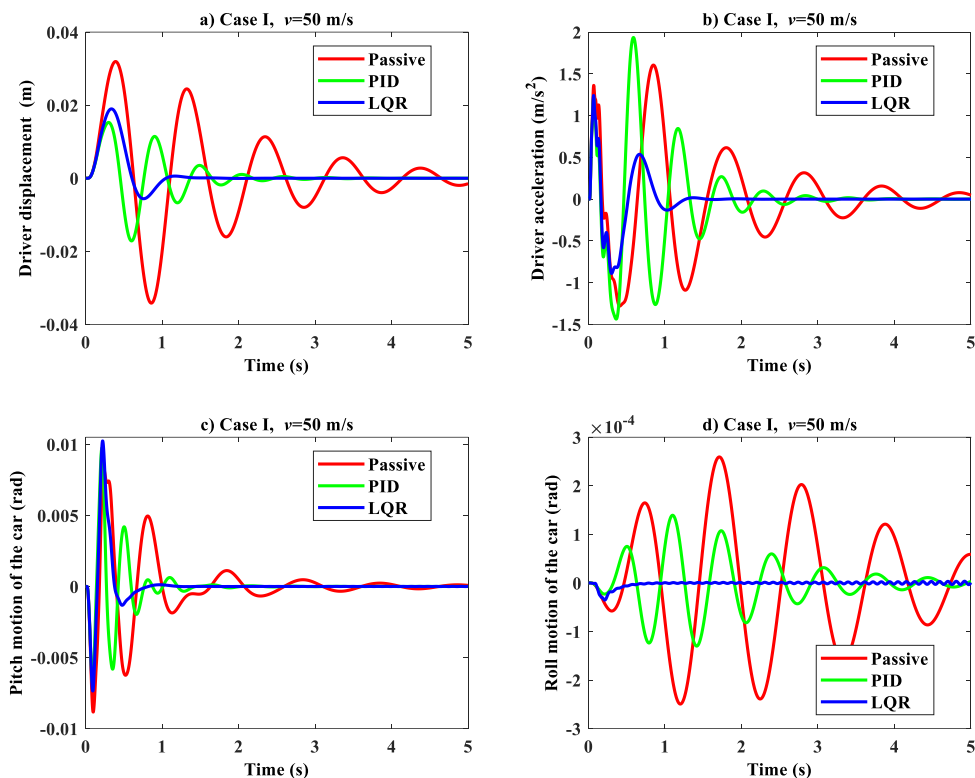 a) Case I, v=50 m/s
Driver displacement (m)
0.04
0.02
0
-0.02
-0.04
Passive
PID
LQR
0 1 2 3 4 5
Time (s)
b) Case I, v=50 m/s
Driver acceleration (m/s²)
2
1.5
1
0.5
0
-0.5
-1
-1.5
Passive
PID
LQR
0 1 2 3 4 5
Time (s)
c) Case I, v=50 m/s
Pitch motion of the car (rad)
0.01
0.005
0
-0.005
-0.01
Passive
PID
LQR
0 1 2 3 4 5
Time (s)
d) Case I, v=50 m/s
×10⁻⁴
Roll motion of the car (rad)
3
2
1
0
-1
-2
-3
Passive
PID
LQR
0 1 2 3 4 5
Time (s)